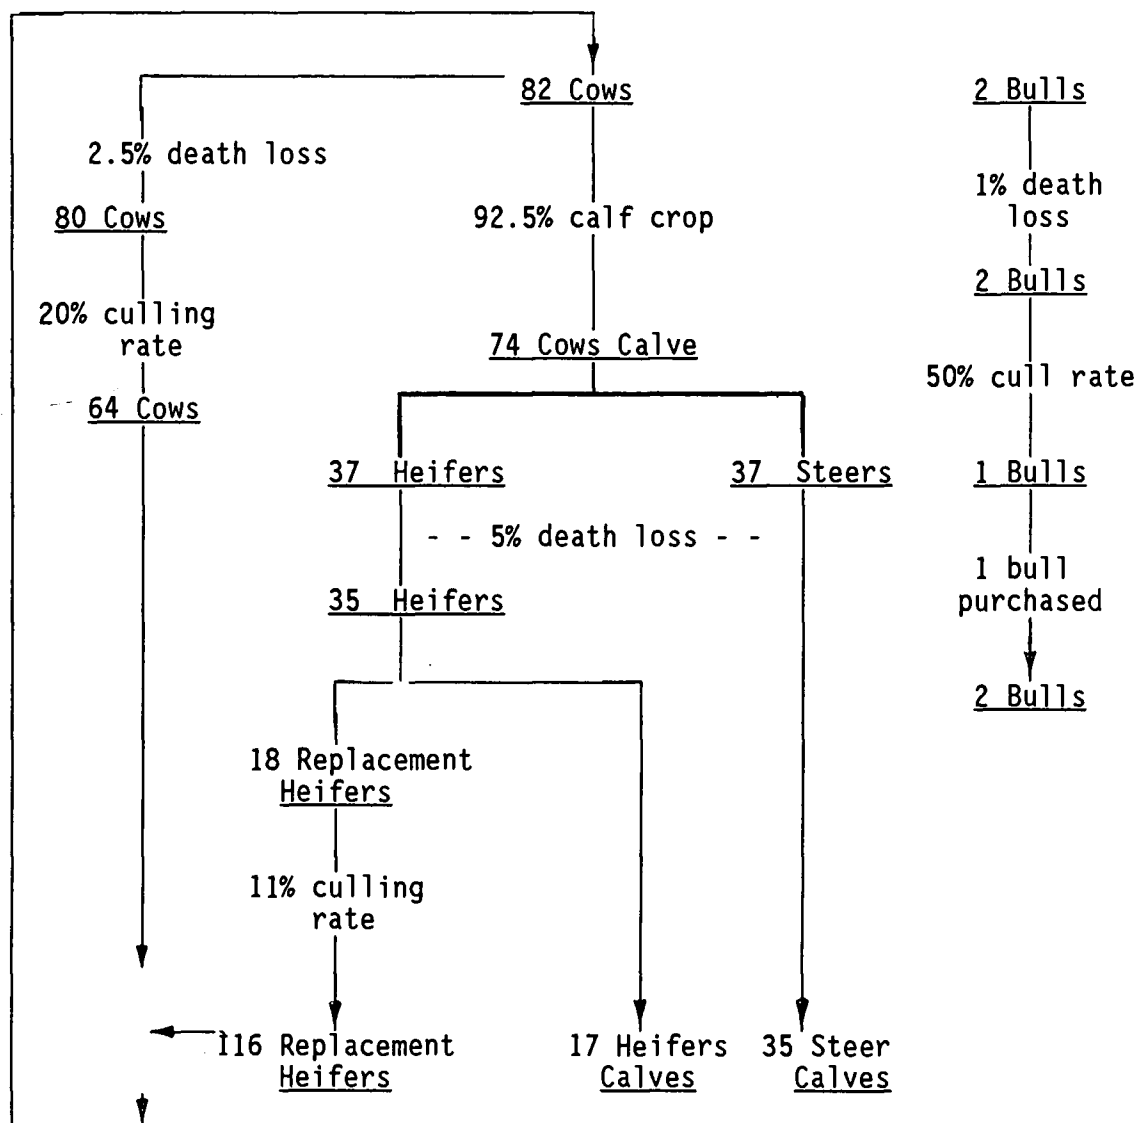 82 Cows
2 Bulls
2.5% death loss
1% death
loss
80 Cows
92.5% calf crop
2 Bulls
20% culling
rate
74 Cows Calve
50% cull rate
64 Cows
37 Heifers
37 Steers
1 Bulls
- - 5% death loss - -
1 bull
purchased
35 Heifers
2 Bulls
18 Replacement
Heifers
11% culling
rate
116 Replacement
Heifers
17 Heifers
Calves
35 Steer
Calves